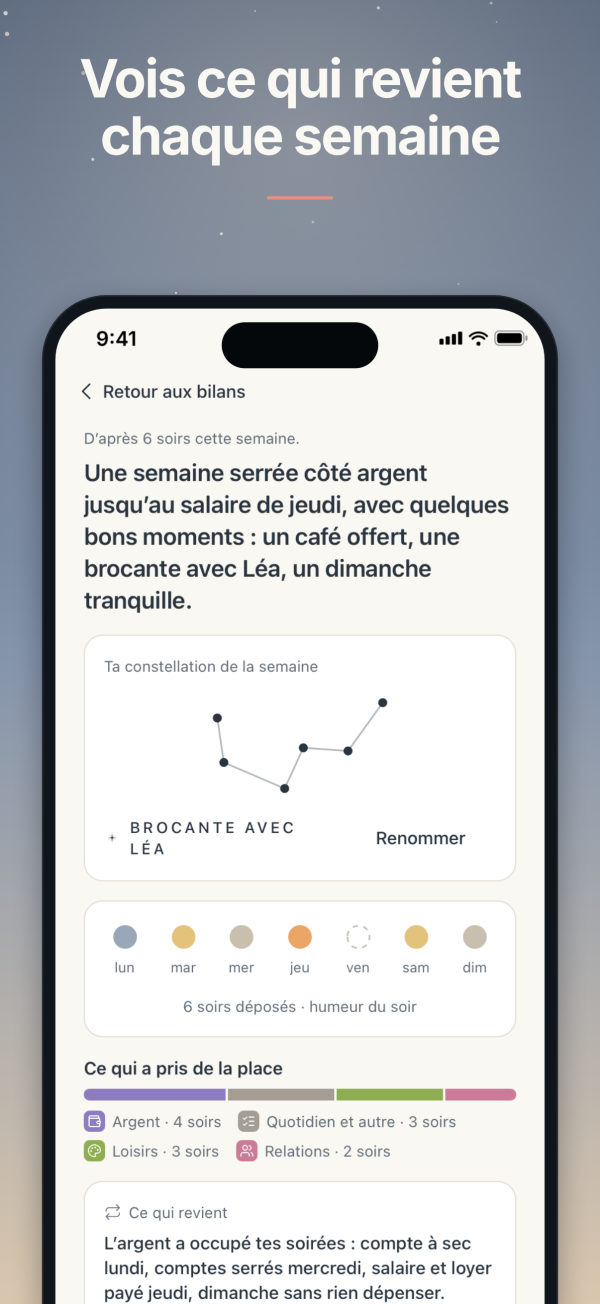 Vois ce qui revient
chaque semaine
9:41
Retour aux bilans
D’après 6 soirs cette semaine.
Une semaine serrée côté argent
jusqu’au salaire de jeudi, avec quelques
bons moments : un café offert, une
brocante avec Léa, un dimanche
tranquille.
Ta constellation de la semaine
BROCANTE AVEC
LÉA
Renommer
lun mar mer jeu ven sam dim
6 soirs déposés · humeur du soir
Ce qui a pris de la place
Argent · 4 soirs Quotidien et autre · 3 soirs
Loisirs · 3 soirs Relations · 2 soirs
Ce qui revient
L’argent a occupé tes soirées : compte à sec
lundi, comptes serrés mercredi, salaire et loyer
payé jeudi, dimanche sans rien dépenser.